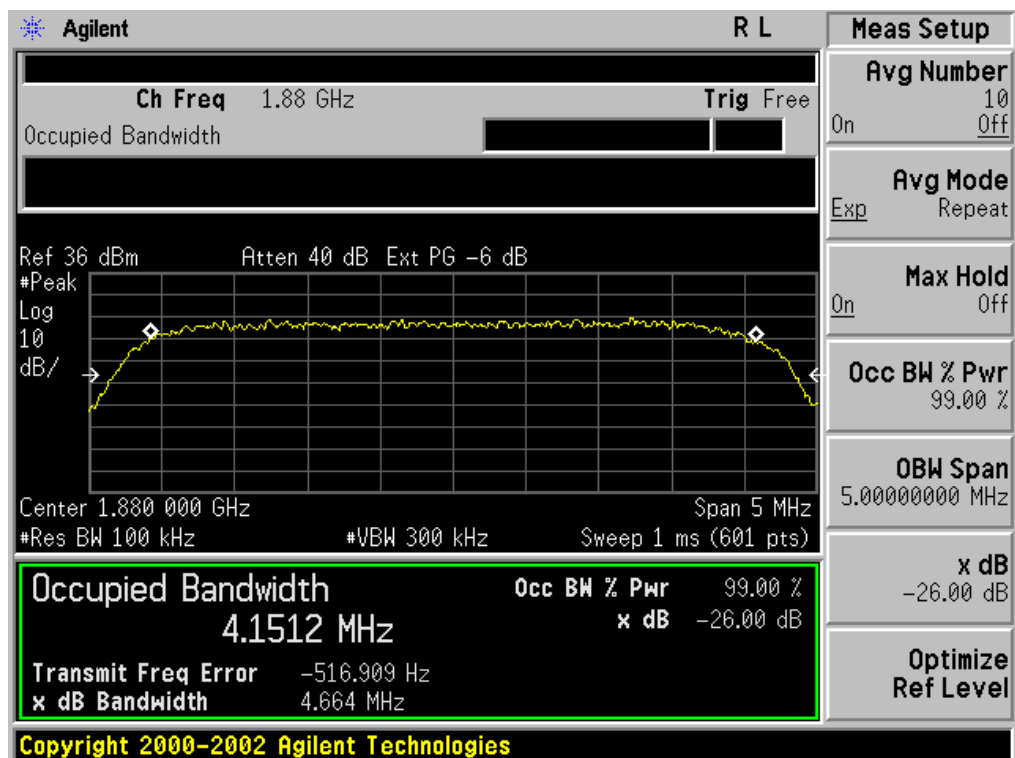 Agilent R L Meas Setup
Ch Freq 1.88 GHz Trig Free
Occupied Bandwidth
Avg Number
10
On Off
Avg Mode
Exp Repeat
Max Hold
On Off
Occ BW % Pwr
99.00 %
OBW Span
5.00000000 MHz
x dB
-26.00 dB
Optimize
Ref Level
Ref 36 dBm Atten 40 dB Ext PG -6 dB
#Peak
Log
10
dB/
Center 1.880 000 GHz Span 5 MHz
#Res BW 100 kHz #VBW 300 kHz Sweep 1 ms (601 pts)
Occupied Bandwidth Occ BW % Pwr 99.00 %
4.1512 MHz x dB -26.00 dB
Transmit Freq Error -516.909 Hz
x dB Bandwidth 4.664 MHz
Copyright 2000-2002 Agilent Technologies